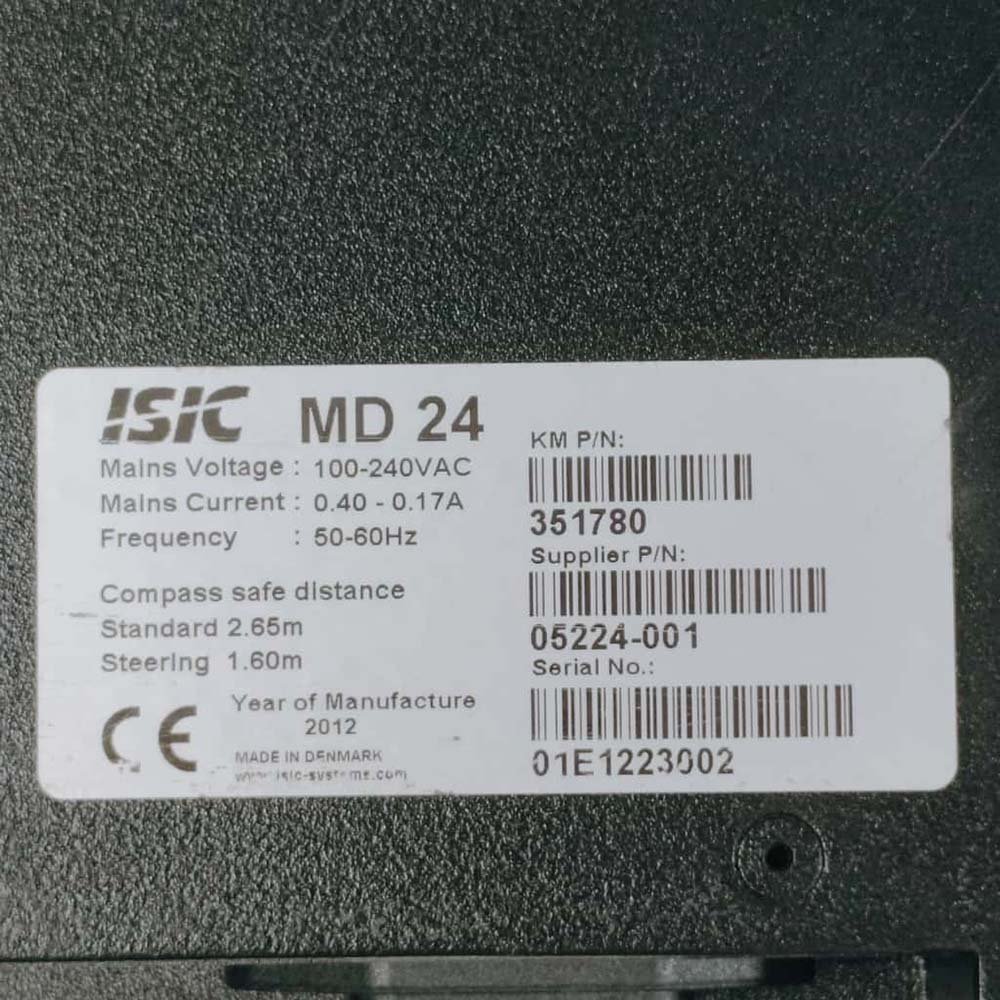 ISIC MD 24
Mains Voltage : 100-240VAC
Mains Current : 0.40 - 0.17A
Frequency : 50-60Hz
Compass safe distance
Standard 2.65m
Steering 1.60m
CE
Year of Manufacture
2012
MADE IN DENMARK
KM P/N:
351780
Supplier P/N:
05224-001
Serial No.:
01E1223002